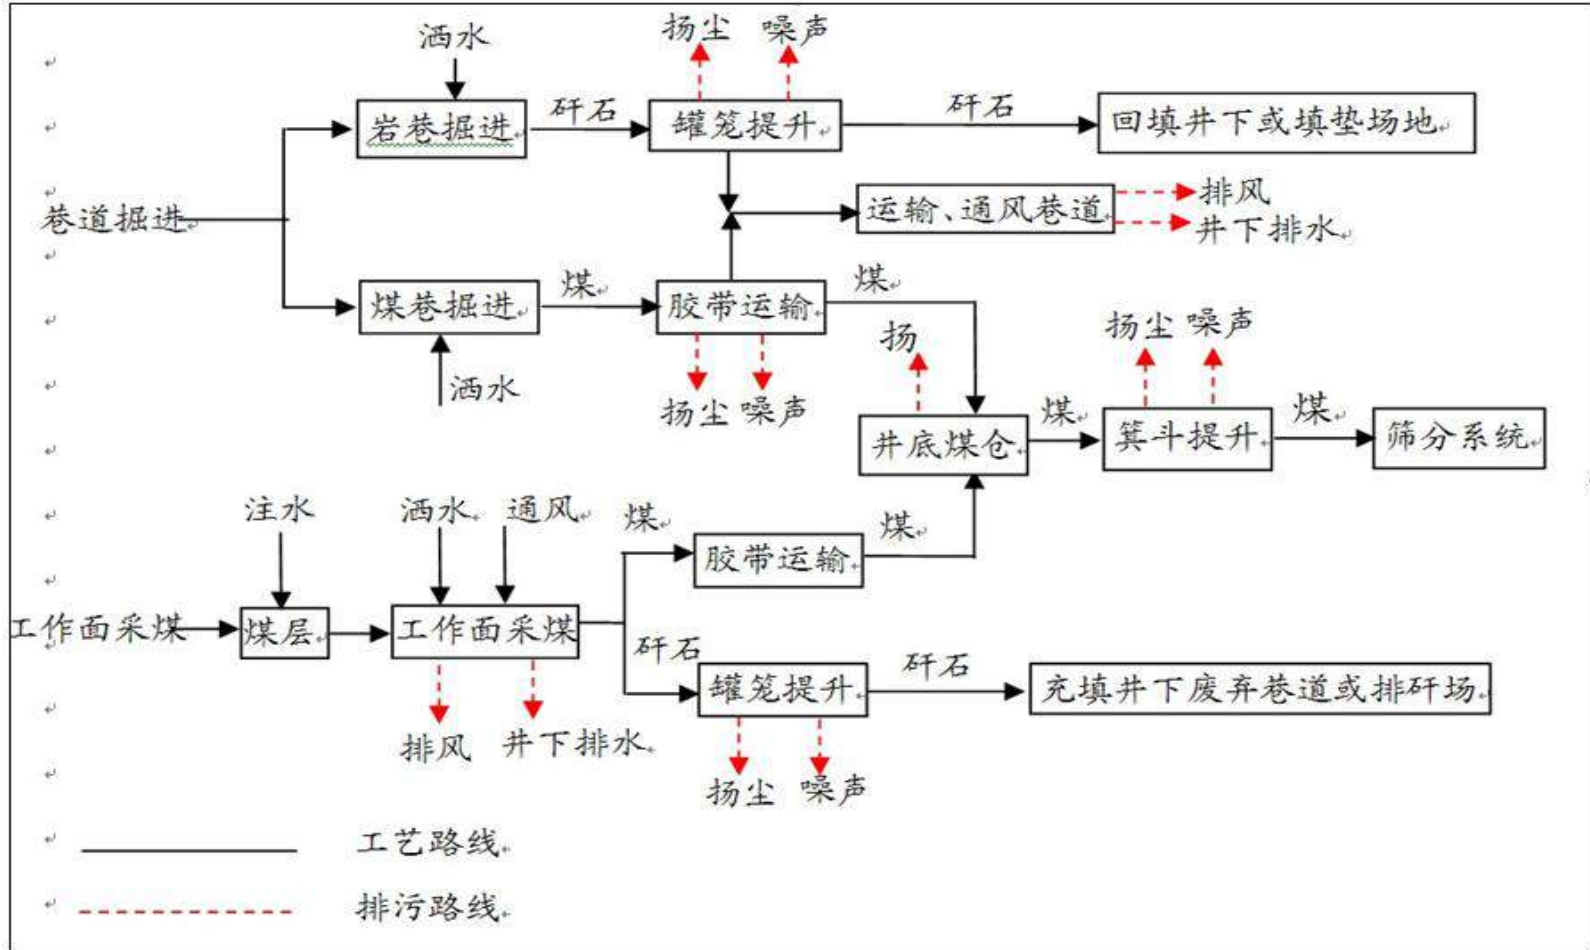 洒水
扬尘 噪声
岩巷掘进 矸石 罐笼提升 矸石 回填井下或填垫场地
巷道掘进 运输、通风巷道 排风
井下排水
煤巷掘进 煤 胶带运输 煤
洒水 扬尘 噪声 扬 扬尘 噪声
井底煤仓 煤 箕斗提升 煤 筛分系统
注水 洒水 通风 煤 胶带运输 煤
工作面采煤 煤层 工作面采煤
矸石 罐笼提升 矸石 充填井下废弃巷道或排矸场
排风 井下排水 扬尘 噪声
工艺路线
排污路线